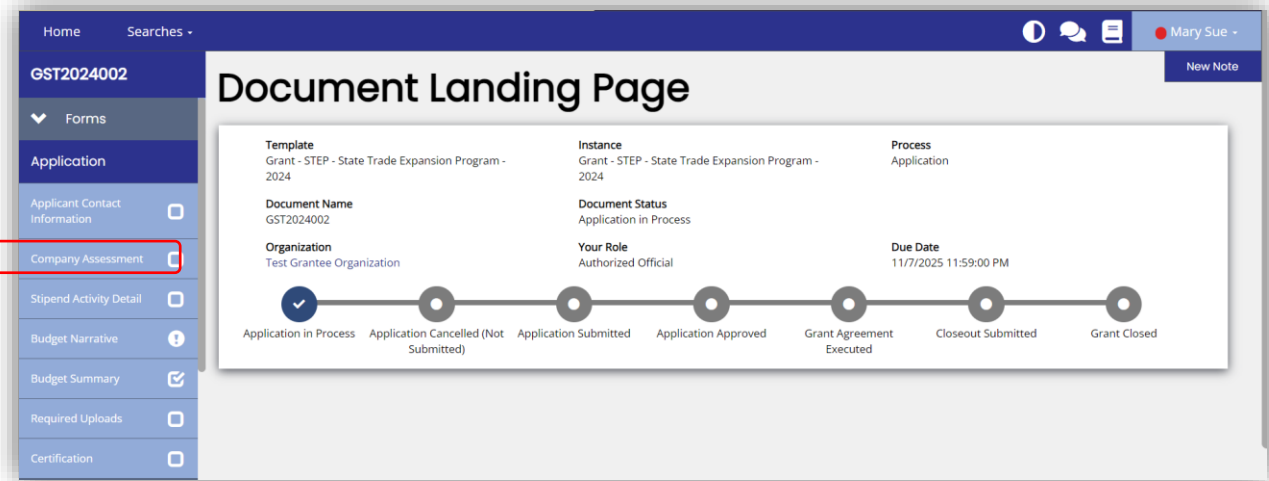 Home Searches
Mary Sue
New Note
GST2024002
Forms
Application
Applicant Contact
Information
Company Assessment
Stipend Activity Detail
Budget Narrative
Budget Summary
Required Uploads
Certification
Document Landing Page
Template
Grant - STEP - State Trade Expansion Program -
2024
Instance
Grant - STEP - State Trade Expansion Program -
2024
Process
Application
Document Name
GST2024002
Document Status
Application in Process
Organization
Test Grantee Organization
Your Role
Authorized Official
Due Date
11/7/2025 11:59:00 PM
Application in Process
Application Cancelled (Not
Submitted)
Application Submitted
Application Approved
Grant Agreement
Executed
Closeout Submitted
Grant Closed